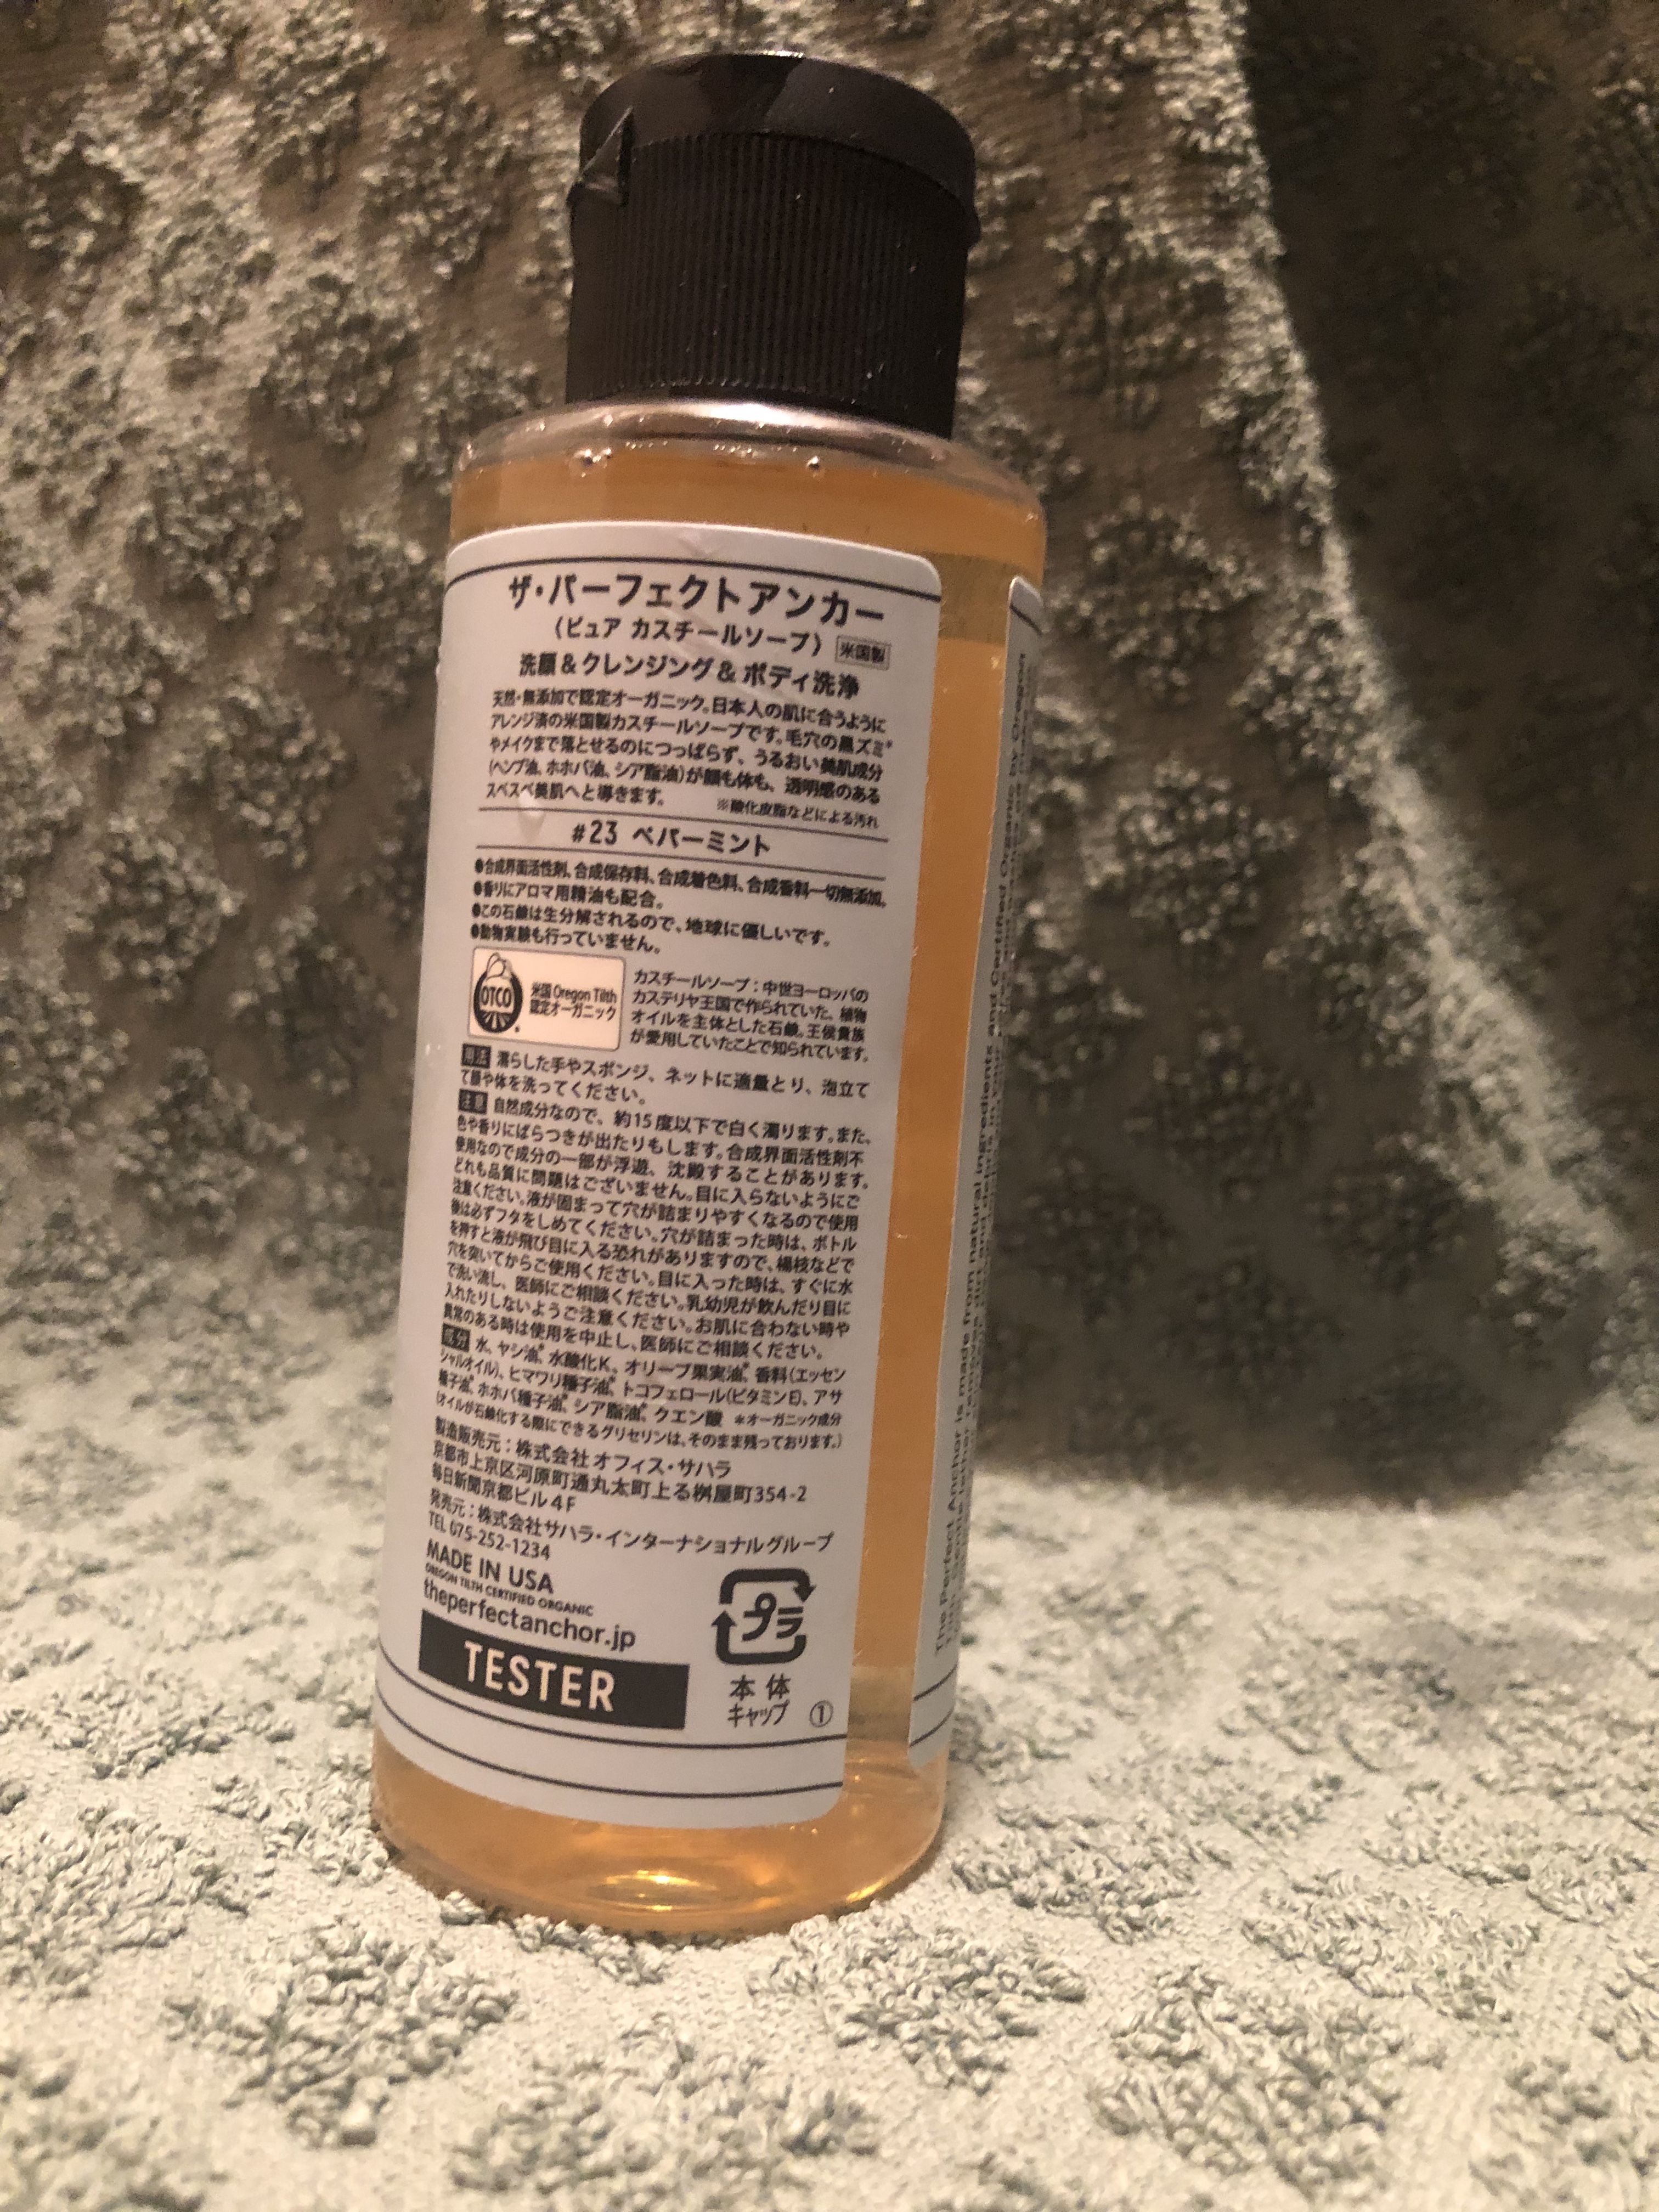 ザ・パーフェクトアンカー
(ピュア カスチールソープ) 米国製
洗顔&クレンジング&ボディ洗浄
天然・無添加で認定オーガニック。日本人の肌に合うように
アレンジ済の米国製カスチールソープです。毛穴の黒ズミ※
やメイクまで落とせるのにつっぱらず、うるおい美肌成分
(ヘンプ油、ホホバ油、シア脂油)が顔も体も、透明感のある
スベスベ美肌へと導きます。 ※酸化皮脂などによる汚れ
#23 ペパーミント
●合成界面活性剤、合成保存料、合成着色料、合成香料一切無添加。
●香りにアロマ用精油も配合。
●この石鹸は生分解されるので、地球に優しいです。
●動物実験も行っていません。
OTCO
米国 Oregon Tilth
認定オーガニック
カスチールソープ:中世ヨーロッパの
カステリヤ王国で作られていた、植物
オイルを主体とした石鹸。王侯貴族
が愛用していたことで知られています。
用法 濡らした手やスポンジ、ネットに適量とり、泡立て
て顔や体を洗ってください。
注意 自然成分なので、約15度以下で白く濁ります。また、
色や香りにばらつきが出たりもします。合成界面活性剤不
使用なので成分の一部が浮遊、沈殿することがあります。
どれも品質に問題はございません。目に入らないようにご
注意ください。液が固まって穴が詰まりやすくなるので使用
後は必ずフタをしめてください。穴が詰まった時は、ボトル
を押すと液が飛び目に入る恐れがありますので、楊枝などで
穴を突いてからご使用ください。目に入った時は、すぐに水
で洗い流し、医師にご相談ください。乳幼児が飲んだり目に
入れたりしないようご注意ください。お肌に合わない時や
異常のある時は使用を中止し、医師にご相談ください。
成分 水、ヤシ油*、水酸化K、オリーブ果実油*、香料(エッセン
シャルオイル)、ヒマワリ種子油*、トコフェロール(ビタミンE)、アサ
種子油*、ホホバ種子油*、シア脂油*、クエン酸 *オーガニック成分
(オイルが石鹸化する際にできるグリセリンは、そのまま残っております。)
製造販売元:株式会社 オフィス・サハラ
京都市上京区河原町通丸太町上る桝屋町354-2
毎日新聞京都ビル4F
発売元:株式会社サハラ・インターナショナルグループ
TEL 075-252-1234
MADE IN USA
OREGON TILTH CERTIFIED ORGANIC
theperfectanchor.jp
TESTER
プラ
本体
キャップ ①
The Perfect Anchor is made from natural ingredients and Certified Organic by Oregon